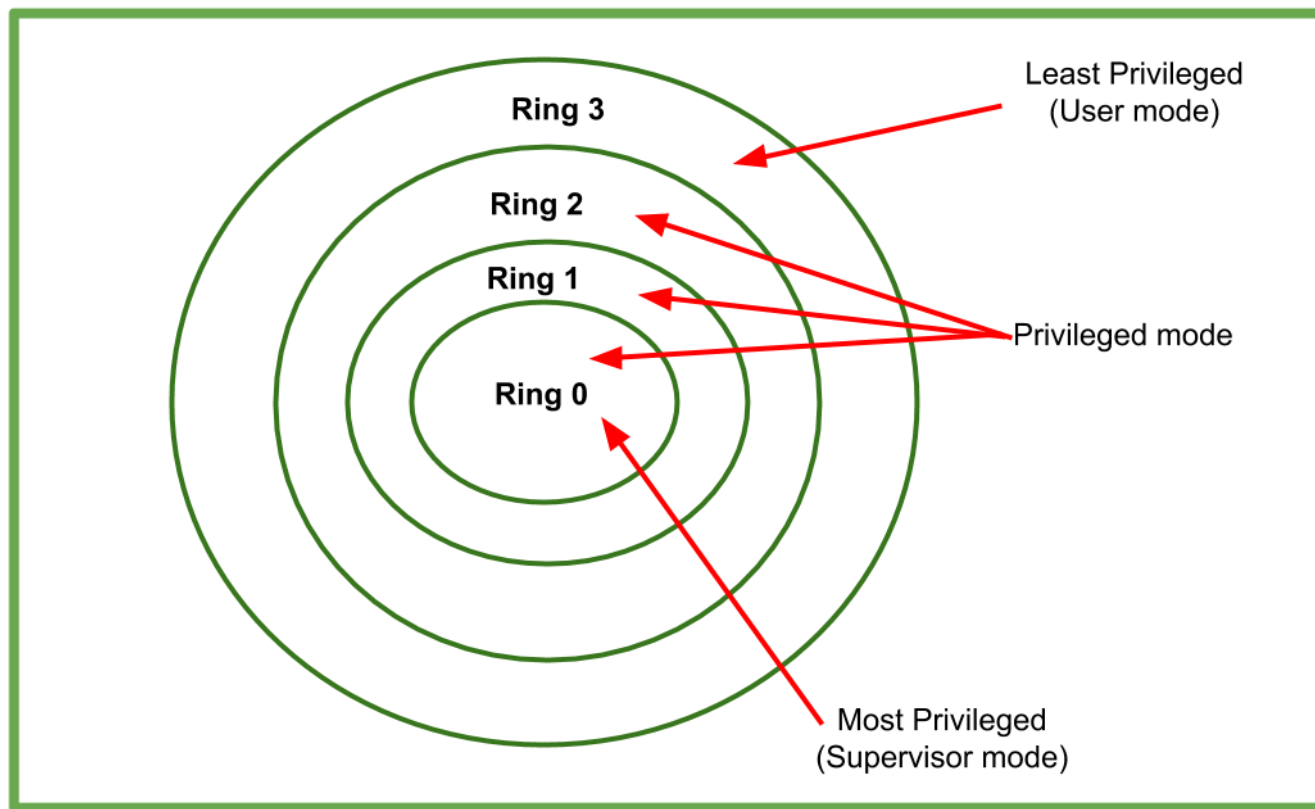 Least Privileged
(User mode)
Ring 3
Ring 2
Ring 1
Privileged mode
Ring 0
Most Privileged
(Supervisor mode)